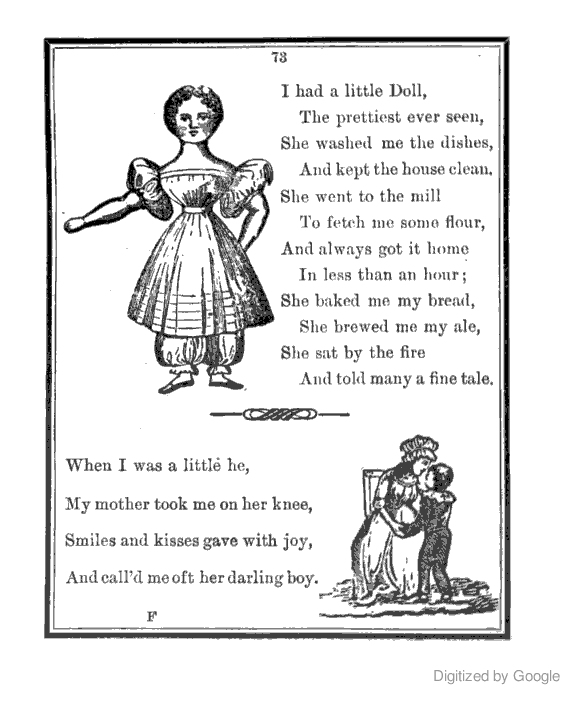 73
I had a little Doll,
The prettiest ever seen,
She washed me the dishes,
And kept the house clean.
She went to the mill
To fetch me some flour,
And always got it home
In less than an hour;
She baked me my bread,
She brewed me my ale,
She sat by the fire
And told many a fine tale.
When I was a little he,
My mother took me on her knee,
Smiles and kisses gave with joy,
And call'd me oft her darling boy.
F
Digitized by Google